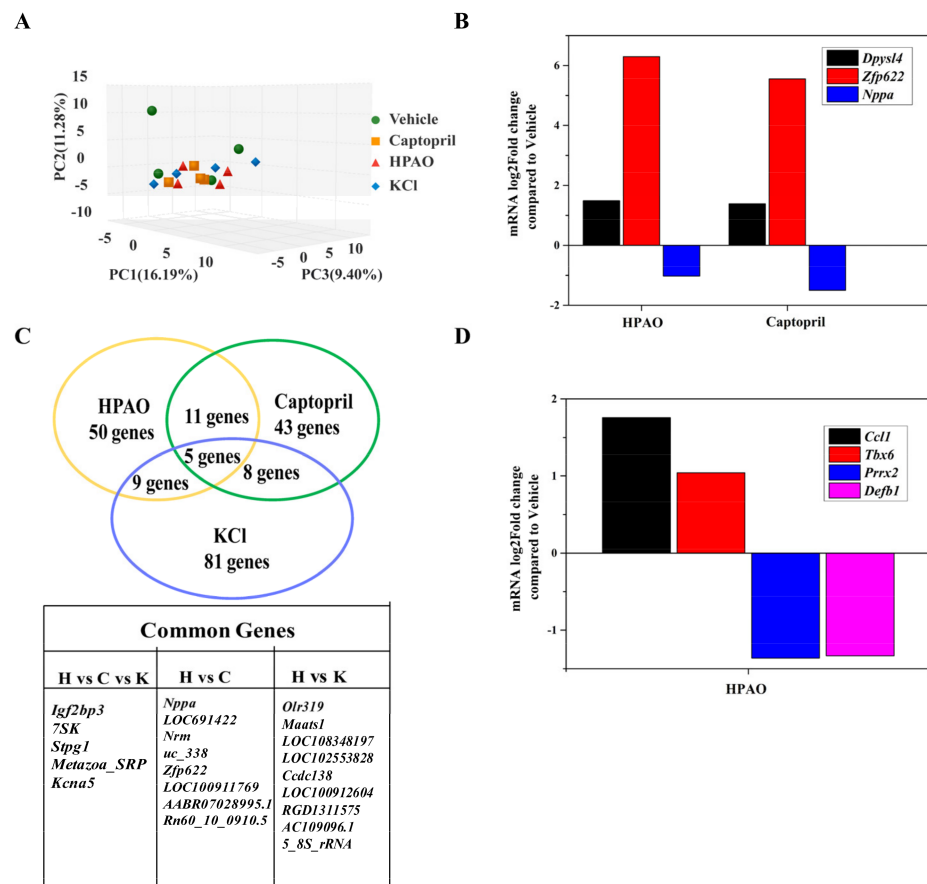 A
15
10
5
0
-5
-10
PC2(11.28%)
-5
0
5
10
PC1(16.19%)
-5
0
5
10
PC3(9.40%)
Vehicle
Captopril
HPAO
KCl
B
mRNA log2Fold change
compared to Vehicle
6
4
2
0
-2
HPAO
Captopril
Dpysl4
Zfp622
Nppa
C
HPAO
50 genes
11 genes
Captopril
43 genes
5 genes
9 genes
8 genes
KCl
81 genes
Common Genes
H vs C vs K
Igf2bp3
7SK
Stpg1
Metazoa_SRP
Kcna5
H vs C
Nppa
LOC691422
Nrm
uc_338
Zfp622
LOC100911769
AABR07028995.1
Rn60_10_0910.5
H vs K
Olr319
Maats1
LOC108348197
LOC102553828
Ccdc138
LOC100912604
RGD1311575
AC109096.1
5_8S_rRNA
D
mRNA log2Fold change
compared to Vehicle
2
1
0
-1
HPAO
Ccl1
Tbx6
Prrx2
Defb1